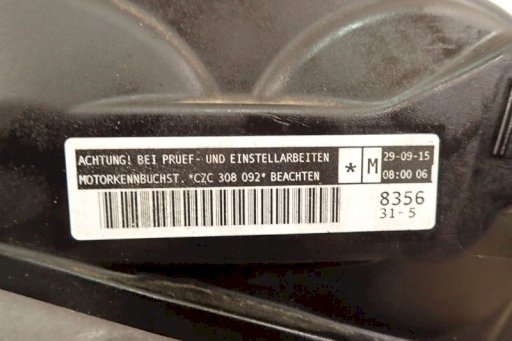 ACHTUNG! BEI PRUEF- UND EINSTELLARBEITEN
MOTORKENNBUCHST. *CZC 308 092* BEACHTEN
* M 29-09-15
08:00 06
8356
31-5